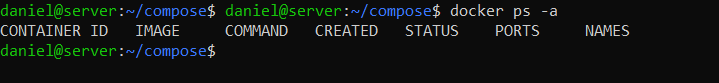 daniel@server:~/compose$ daniel@server:~/compose$ docker ps -a
CONTAINER ID   IMAGE     COMMAND   CREATED   STATUS    PORTS     NAMES
daniel@server:~/compose$